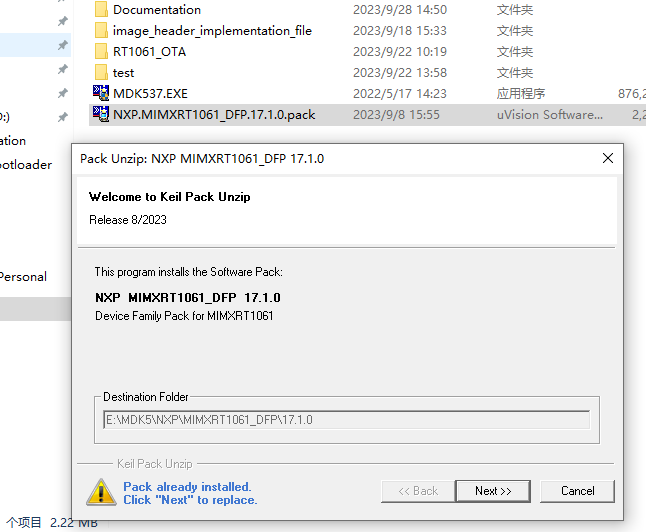 Documentation 2023/9/28 14:50 文件夹
image_header_implementation_file 2023/9/18 15:33 文件夹
RT1061_OTA 2023/9/22 10:19 文件夹
test 2023/9/22 13:58 文件夹
MDK537.EXE 2022/5/17 14:23 应用程序 876,
NXP.MIMXRT1061_DFP.17.1.0.pack 2023/9/8 15:55 uVision Software... 2,2
:)
ation
ootloader
Personal
Pack Unzip: NXP MIMXRT1061_DFP 17.1.0
Welcome to Keil Pack Unzip
Release 8/2023
This program installs the Software Pack:
NXP MIMXRT1061_DFP 17.1.0
Device Family Pack for MIMXRT1061
Destination Folder
E:\MDK5\NXP\MIMXRT1061_DFP\17.1.0
Keil Pack Unzip
Pack already installed.
Click "Next" to replace.
<< Back
Next >>
Cancel
个项目 2.22 MB